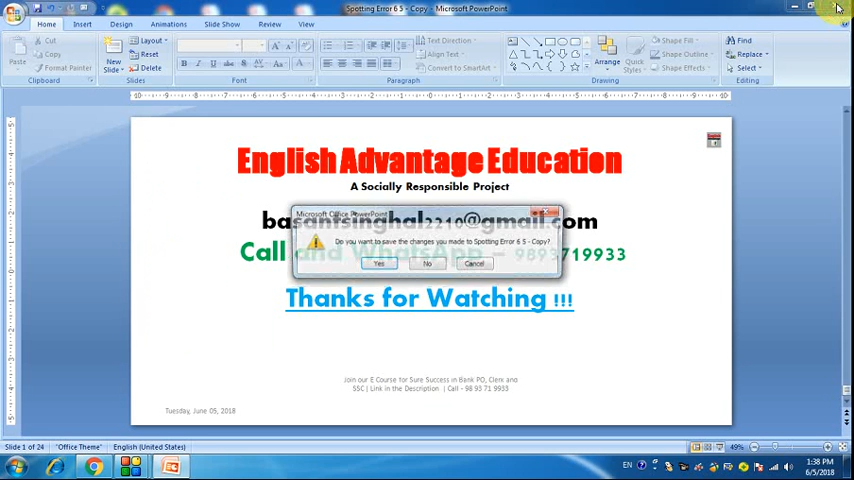 Spotting Error 6 5 - Copy - Microsoft PowerPoint
Home Insert Design Animations Slide Show Review View
Paste
Cut
Copy
Format Painter
Clipboard
New Slide
Layout
Reset
Delete
Slides
Font
Paragraph
Text Direction
Align Text
Convert to SmartArt
Arrange
Quick Styles
Shape Fill
Shape Outline
Shape Effects
Drawing
Find
Replace
Select
Editing
English Advantage Education
A Socially Responsible Project
basantsinghal2210@gmail.com
Call and WhatsApp – 9893719933
Microsoft Office PowerPoint
Do you want to save the changes you made to Spotting Error 6 5 - Copy?
Yes No Cancel
Thanks for Watching !!!
Join our E Course for Sure Success in Bank PO, Clerk and
SSC | Link in the Description | Call - 98 93 71 9933
Tuesday, June 05, 2018
Slide 1 of 24 "Office Theme" English (United States) 49%
EN 1:38 PM
6/5/2018